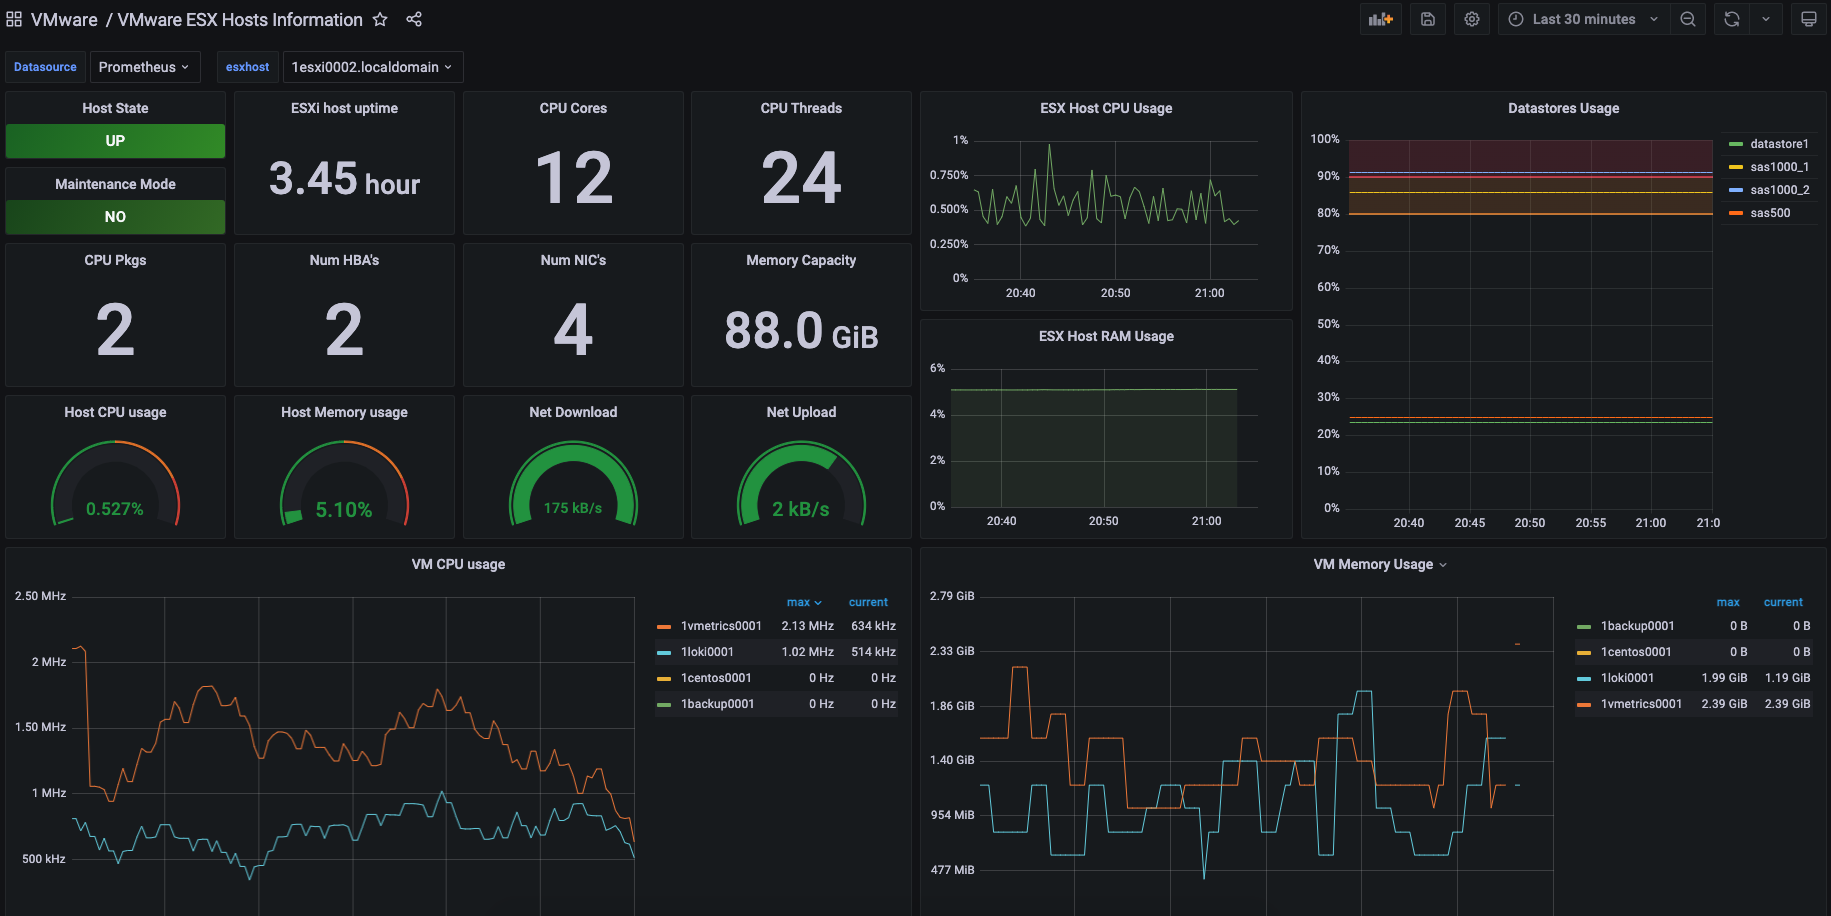 VMware / VMware ESX Hosts Information
Last 30 minutes
Datasource Prometheus esxhost 1esxi0002.localdomain
Host State
UP
Maintenance Mode
NO
ESXi host uptime
3.45 hour
CPU Cores
12
CPU Threads
24
CPU Pkgs
2
Num HBA's
2
Num NIC's
4
Memory Capacity
88.0 GiB
Host CPU usage
0.527%
Host Memory usage
5.10%
Net Download
175 kB/s
Net Upload
2 kB/s
ESX Host CPU Usage
1%
0.750%
0.500%
0.250%
0%
20:40 20:50 21:00
ESX Host RAM Usage
6%
4%
2%
0%
20:40 20:50 21:00
Datastores Usage
100%
90%
80%
70%
60%
50%
40%
30%
20%
10%
0%
20:40 20:45 20:50 20:55 21:00 21:0
datastore1
sas1000_1
sas1000_2
sas500
VM CPU usage
2.50 MHz
2 MHz
1.50 MHz
1 MHz
500 kHz
max current
1vmetrics0001 2.13 MHz 634 kHz
1loki0001 1.02 MHz 514 kHz
1centos0001 0 Hz 0 Hz
1backup0001 0 Hz 0 Hz
VM Memory Usage
2.79 GiB
2.33 GiB
1.86 GiB
1.40 GiB
954 MiB
477 MiB
max current
1backup0001 0 B 0 B
1centos0001 0 B 0 B
1loki0001 1.99 GiB 1.19 GiB
1vmetrics0001 2.39 GiB 2.39 GiB